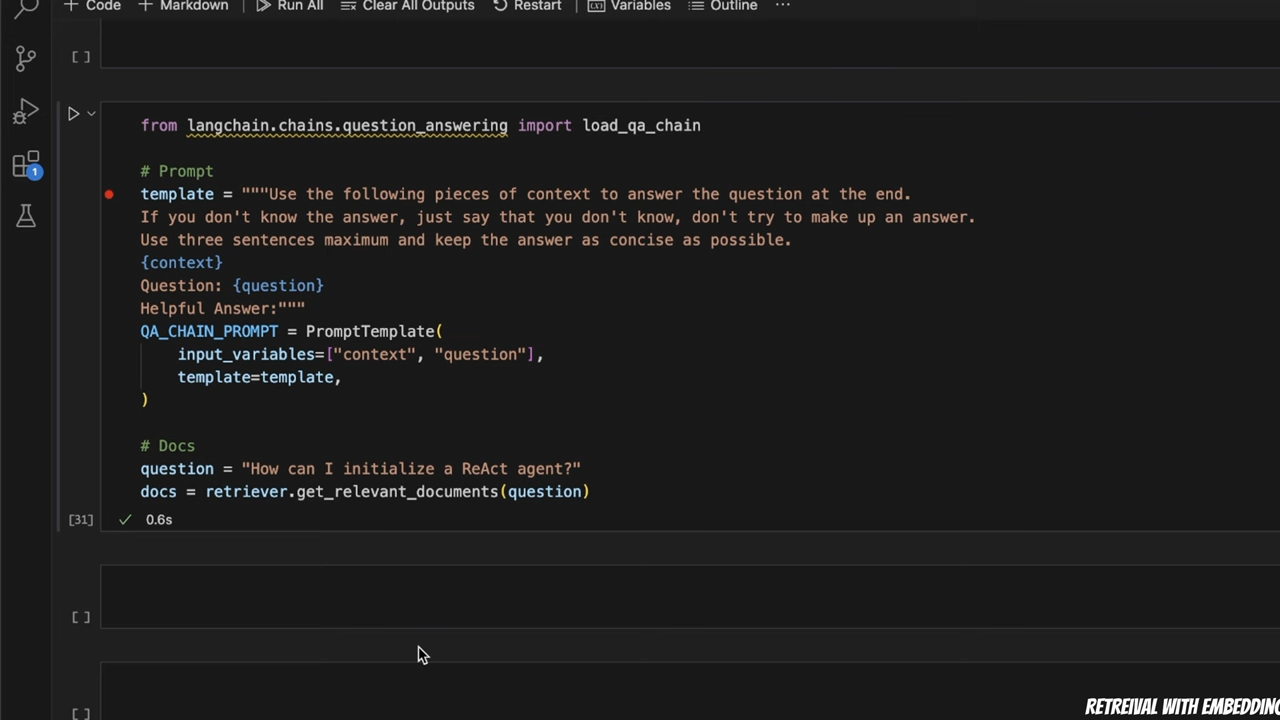 Code
Markdown
Run All
Clear All Outputs
Restart
Variables
Outline
...
[ ]
1
from langchain.chains.question_answering import load_qa_chain
# Prompt
template = """Use the following pieces of context to answer the question at the end.
If you don't know the answer, just say that you don't know, don't try to make up an answer.
Use three sentences maximum and keep the answer as concise as possible.
{context}
Question: {question}
Helpful Answer:"""
QA_CHAIN_PROMPT = PromptTemplate(
input_variables=["context", "question"],
template=template,
)
# Docs
question = "How can I initialize a ReAct agent?"
docs = retriever.get_relevant_documents(question)
[31] 0.6s
[ ]
[ ]
RETREIVAL WITH EMBEDDING